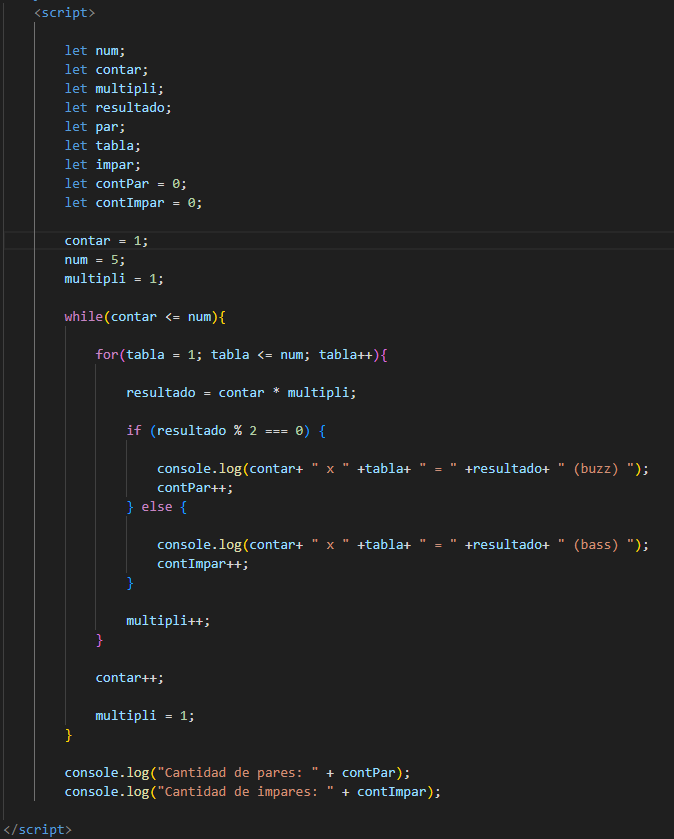 <script>
let num;
let contar;
let multipli;
let resultado;
let par;
let tabla;
let impar;
let contPar = 0;
let contImpar = 0;
contar = 1;
num = 5;
multipli = 1;
while(contar <= num){
for(tabla = 1; tabla <= num; tabla++){
resultado = contar * multipli;
if (resultado % 2 === 0) {
console.log(contar+ " x " +tabla+ " = " +resultado+ " (buzz) ");
contPar++;
} else {
console.log(contar+ " x " +tabla+ " = " +resultado+ " (bass) ");
contImpar++;
}
multipli++;
}
contar++;
multipli = 1;
}
console.log("Cantidad de pares: " + contPar);
console.log("Cantidad de impares: " + contImpar);
</script>